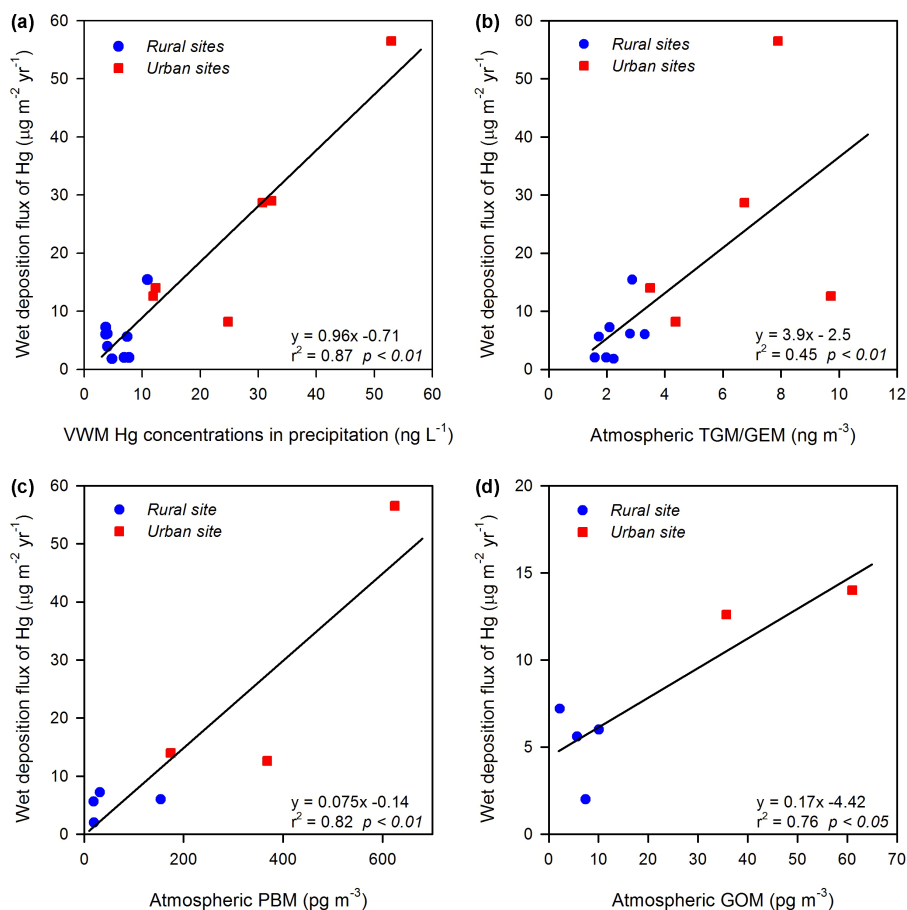 (a)
60
50
40
30
20
10
0
Wet deposition flux of Hg (μg m⁻² yr⁻¹)
Rural sites
Urban sites
y = 0.96x -0.71
r² = 0.87 p < 0.01
0 10 20 30 40 50 60
VWM Hg concentrations in precipitation (ng L⁻¹)
(b)
60
50
40
30
20
10
0
Wet deposition flux of Hg (μg m⁻² yr⁻¹)
Rural sites
Urban sites
y = 3.9x - 2.5
r² = 0.45 p < 0.01
0 2 4 6 8 10 12
Atmospheric TGM/GEM (ng m⁻³)
(c)
60
50
40
30
20
10
0
Wet deposition flux of Hg (μg m⁻² yr⁻¹)
Rural site
Urban site
y = 0.075x -0.14
r² = 0.82 p < 0.01
0 200 400 600
Atmospheric PBM (pg m⁻³)
(d)
20
15
10
5
0
Wet deposition flux of Hg (μg m⁻² yr⁻¹)
Rural site
Urban site
y = 0.17x -4.42
r² = 0.76 p < 0.05
0 10 20 30 40 50 60 70
Atmospheric GOM (pg m⁻³)